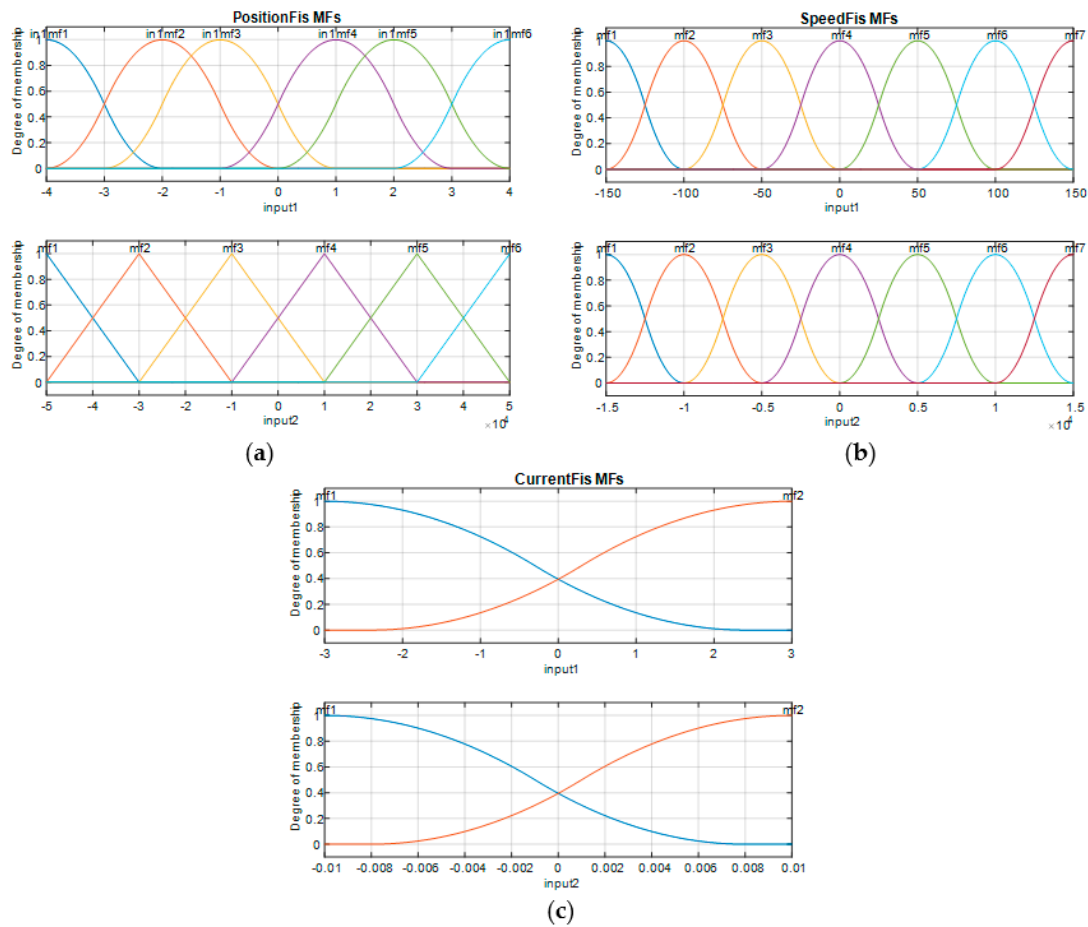 PositionFis MFs
in1mf1 in1mf2 in1mf3 in1mf4 in1mf5 in1mf6
Degree of membership
1
0.8
0.6
0.4
0.2
0
-4 -3 -2 -1 0 1 2 3 4
input1
mf1 mf2 mf3 mf4 mf5 mf6
Degree of membership
1
0.8
0.6
0.4
0.2
0
-5 -4 -3 -2 -1 0 1 2 3 4 5
input2
×10^4
(a)
SpeedFis MFs
mf1 mf2 mf3 mf4 mf5 mf6 mf7
Degree of membership
1
0.8
0.6
0.4
0.2
0
-150 -100 -50 0 50 100 150
input1
mf1 mf2 mf3 mf4 mf5 mf6 mf7
Degree of membership
1
0.8
0.6
0.4
0.2
0
-1.5 -1 -0.5 0 0.5 1 1.5
input2
×10^4
(b)
CurrentFis MFs
mf1 mf2
Degree of membership
1
0.8
0.6
0.4
0.2
0
-3 -2 -1 0 1 2 3
input1
mf1 mf2
Degree of membership
1
0.8
0.6
0.4
0.2
0
-0.01 -0.008 -0.006 -0.004 -0.002 0 0.002 0.004 0.006 0.008 0.01
input2
(c)